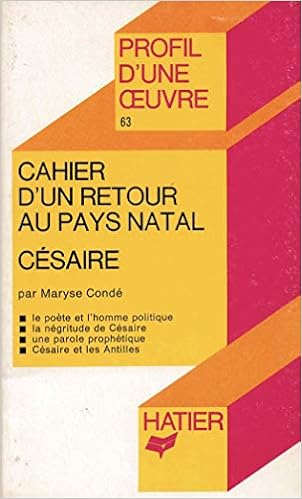 PROFIL
D'UNE
ŒUVRE
63
CAHIER
D'UN RETOUR
AU PAYS NATAL
CÉSAIRE
par Maryse Condé
■ le poète et l'homme politique
■ la négritude de Césaire
■ une parole prophétique
■ Césaire et les Antilles
HATIER